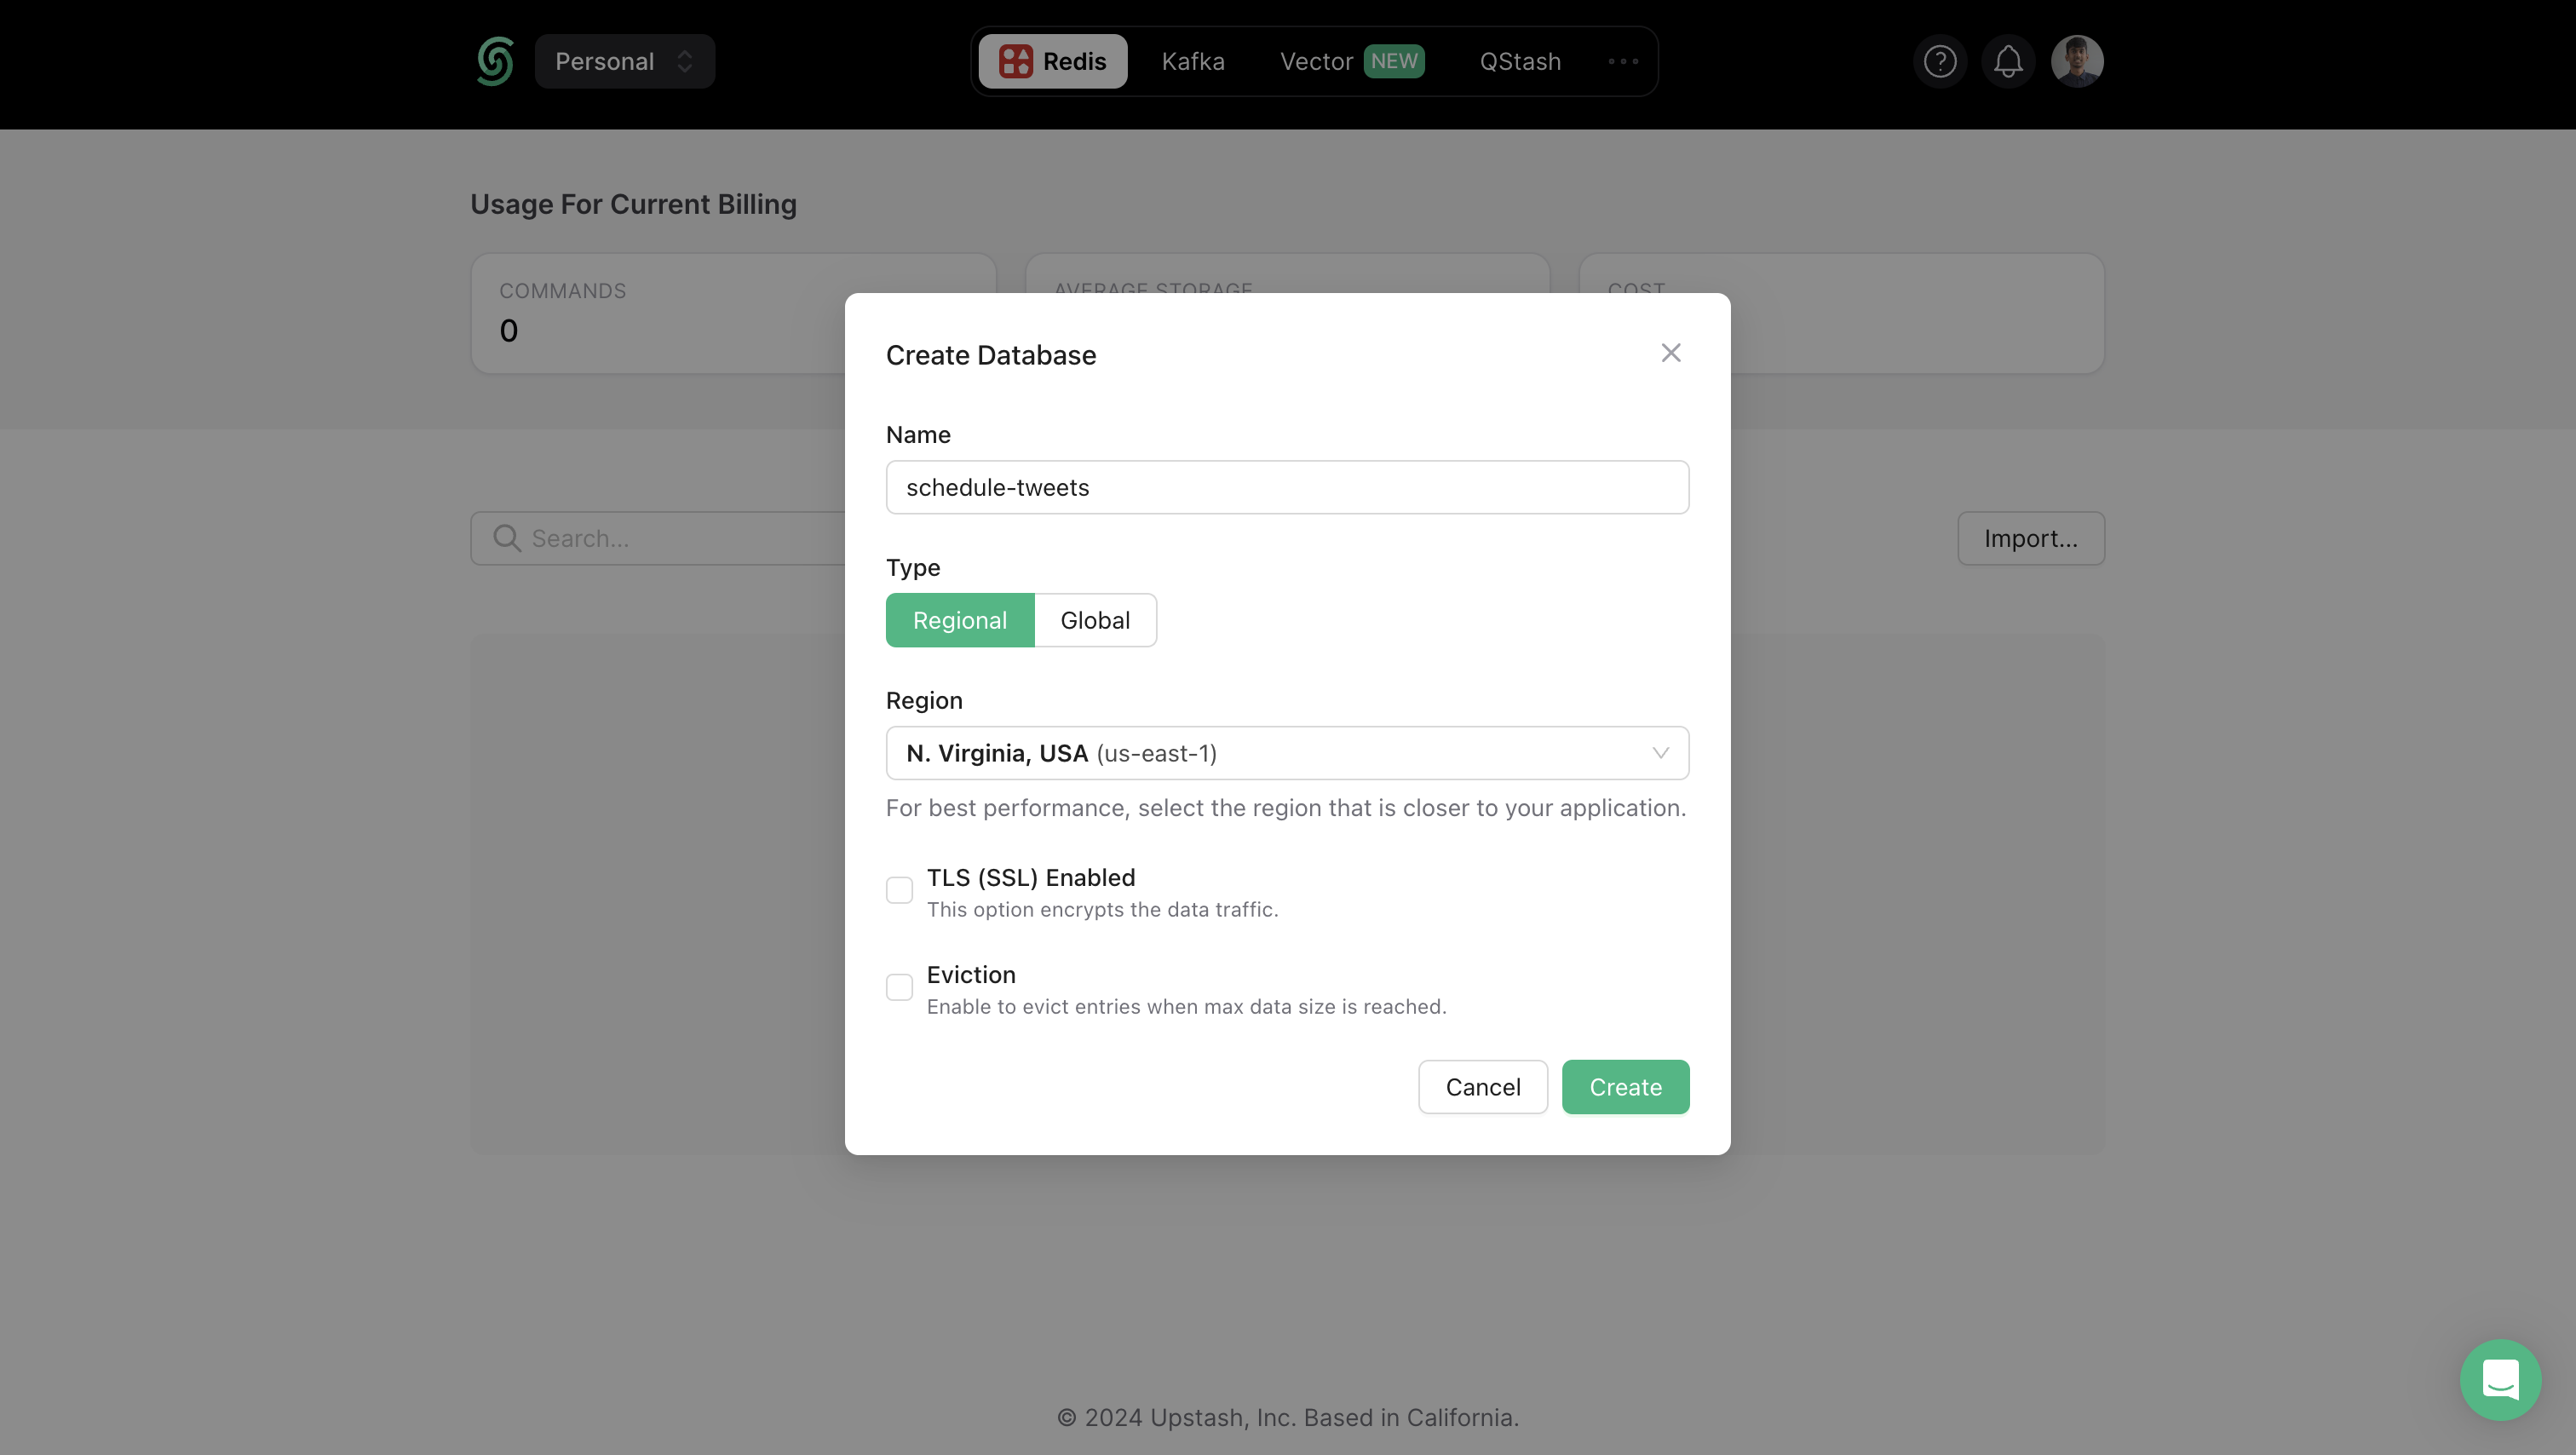 Personal
Redis
Kafka
Vector NEW
QStash
Usage For Current Billing
COMMANDS
0
AVERAGE STORAGE
COST
Search...
Import...
Create Database
Name
schedule-tweets
Type
Regional
Global
Region
N. Virginia, USA (us-east-1)
For best performance, select the region that is closer to your application.
TLS (SSL) Enabled
This option encrypts the data traffic.
Eviction
Enable to evict entries when max data size is reached.
Cancel
Create
© 2024 Upstash, Inc. Based in California.